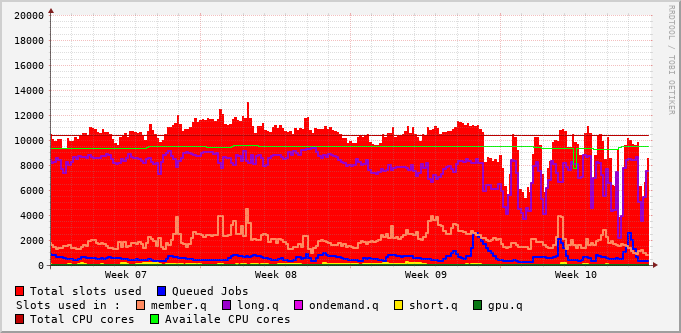 20000
18000
16000
14000
12000
10000
8000
6000
4000
2000
0
Week 07 Week 08 Week 09 Week 10
Total slots used Queued Jobs
Slots used in : member.q long.q ondemand.q short.q gpu.q
Total CPU cores Availale CPU cores
RRDTOOL / TOBI OETIKER